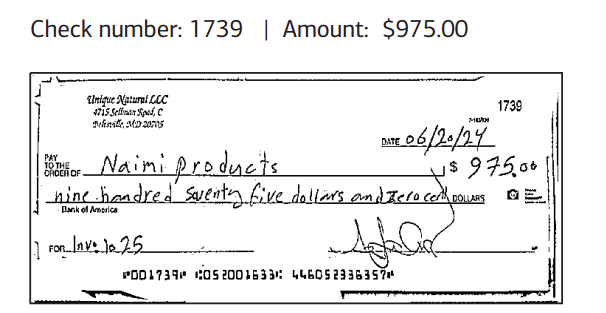 Check number: 1739 | Amount: $975.00
Unique Natural LLC
4715 Sellman Road, C
Beltsville, MD 20705
1739
DATE 06/20/24
PAY TO THE ORDER OF Naimi products $ 975.00
nine handred seventy five dollars and zero cent DOLLARS
Bank of America
FOR Inv. 1025
⑈001739⑈ ⑆052001633⑆ 446052336357⑈